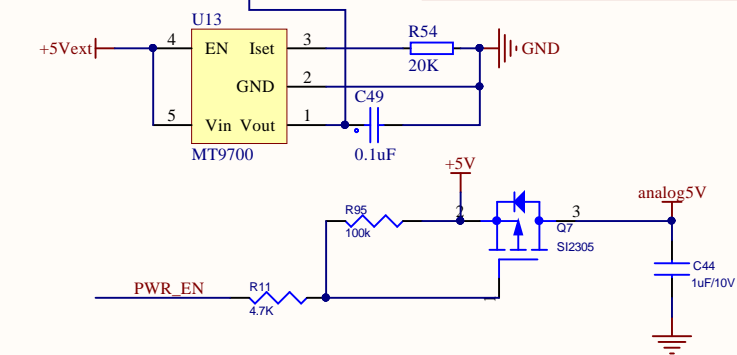 U13
+5Vext
4
EN
Iset
3
R54
20K
GND
GND
2
C49
5
Vin
Vout
1
MT9700
0.1uF
+5V
analog5V
R95
100k
2
3
Q7
SI2305
C44
1uF/10V
PWR_EN
R11
4.7K
1